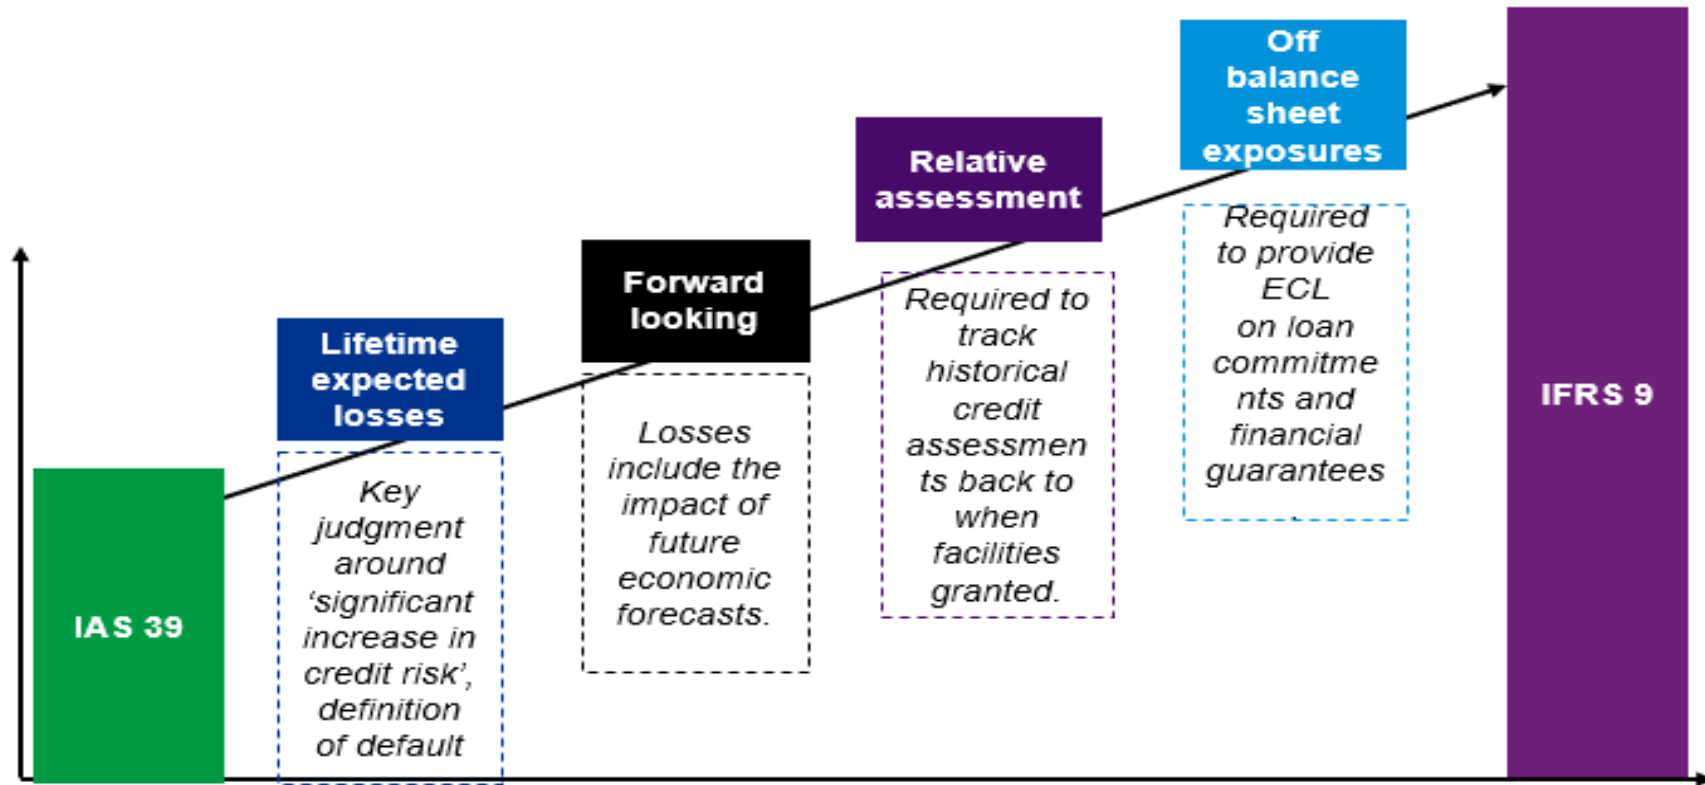 IAS 39
Lifetime
expected
losses
Key
judgment
around
‘significant
increase in
credit risk’,
definition
of default
Forward
looking
Losses
include the
impact of
future
economic
forecasts.
Relative
assessment
Required to
track
historical
credit
assessmen
ts back to
when
facilities
granted.
Off
balance
sheet
exposures
Required
to provide
ECL
on loan
commitme
nts and
financial
guarantees
.
IFRS 9